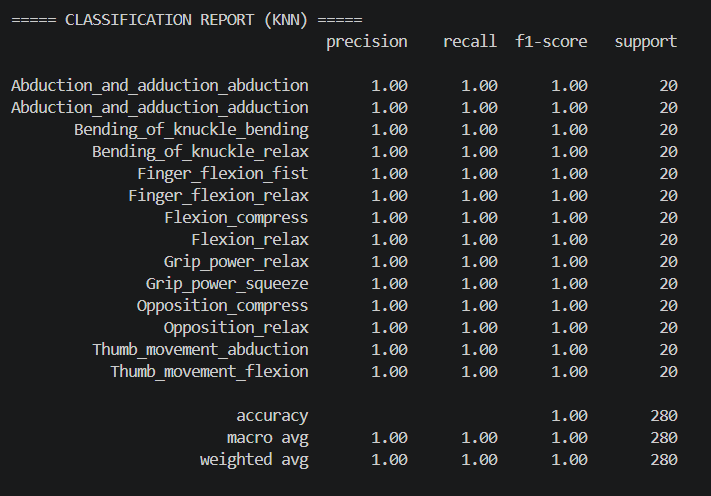 ===== CLASSIFICATION REPORT (KNN) =====
precision recall f1-score support
Abduction_and_adduction_abduction 1.00 1.00 1.00 20
Abduction_and_adduction_adduction 1.00 1.00 1.00 20
Bending_of_knuckle_bending 1.00 1.00 1.00 20
Bending_of_knuckle_relax 1.00 1.00 1.00 20
Finger_flexion_fist 1.00 1.00 1.00 20
Finger_flexion_relax 1.00 1.00 1.00 20
Flexion_compress 1.00 1.00 1.00 20
Flexion_relax 1.00 1.00 1.00 20
Grip_power_relax 1.00 1.00 1.00 20
Grip_power_squeeze 1.00 1.00 1.00 20
Opposition_compress 1.00 1.00 1.00 20
Opposition_relax 1.00 1.00 1.00 20
Thumb_movement_abduction 1.00 1.00 1.00 20
Thumb_movement_flexion 1.00 1.00 1.00 20
accuracy 1.00 280
macro avg 1.00 1.00 1.00 280
weighted avg 1.00 1.00 1.00 280